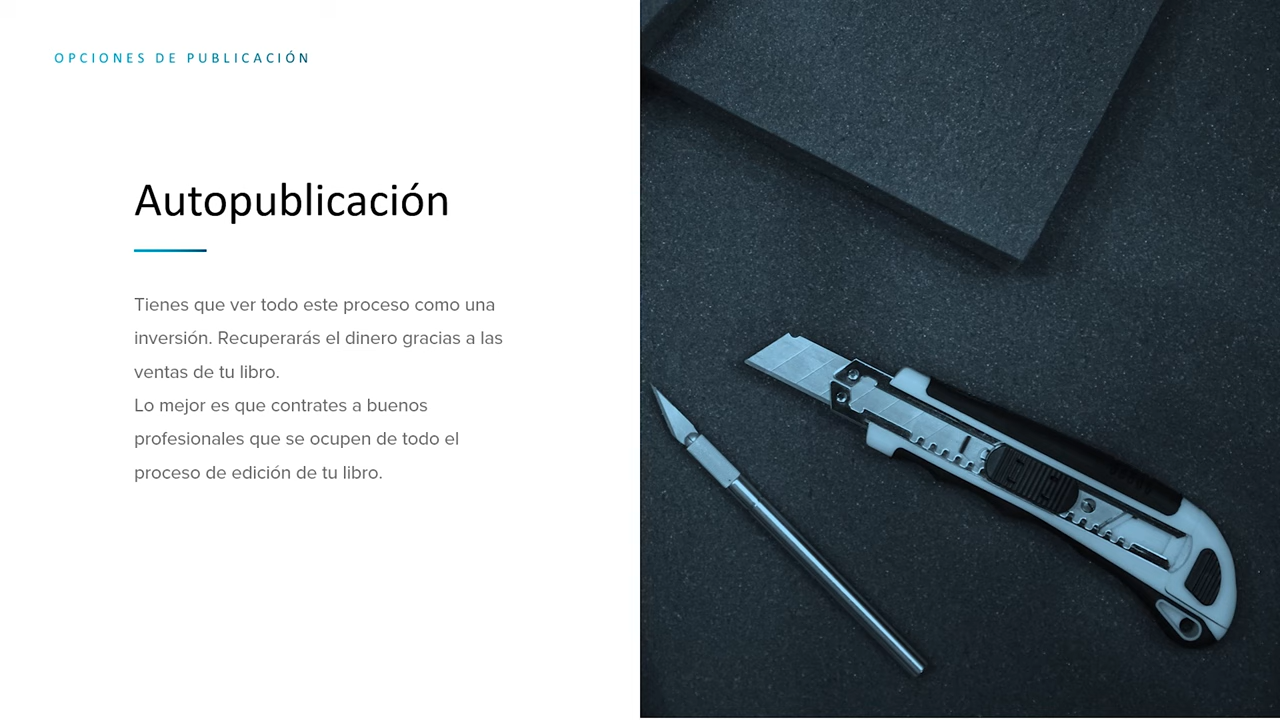 OPCIONES DE PUBLICACIÓN
Autopublicación
Tienes que ver todo este proceso como una
inversión. Recuperarás el dinero gracias a las
ventas de tu libro.
Lo mejor es que contrates a buenos
profesionales que se ocupen de todo el
proceso de edición de tu libro.